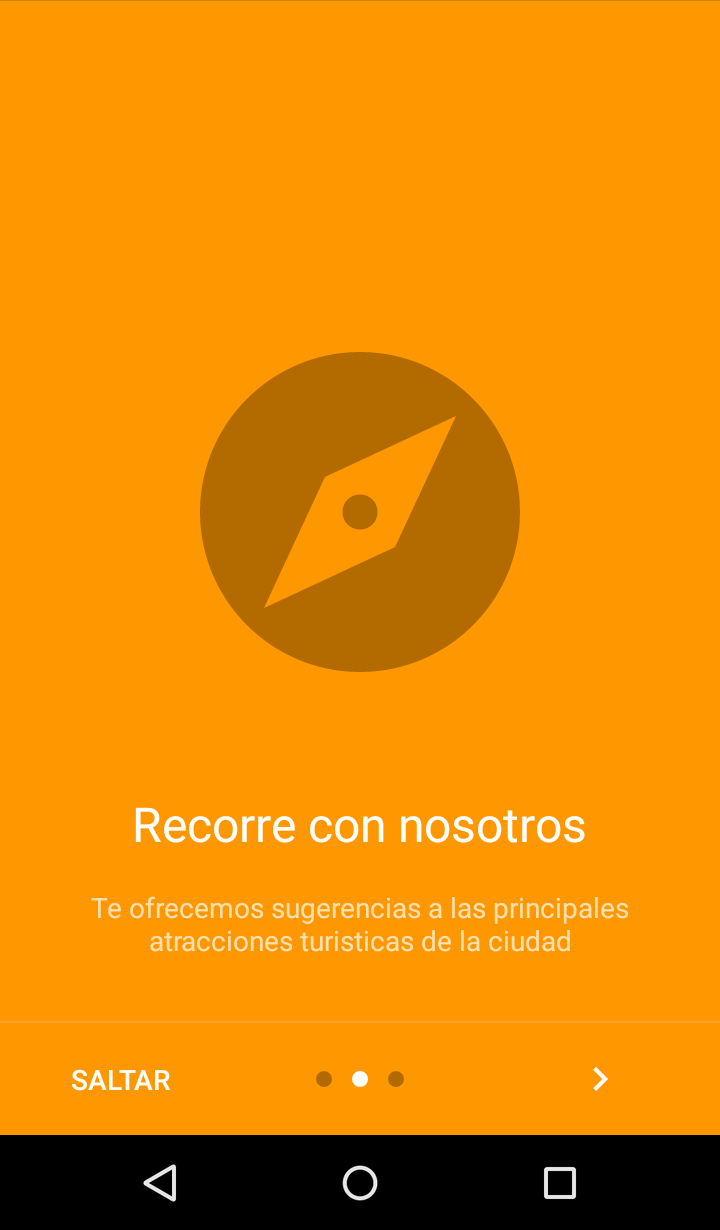 Recorre con nosotros
Te ofrecemos sugerencias a las principales
atracciones turisticas de la ciudad
SALTAR